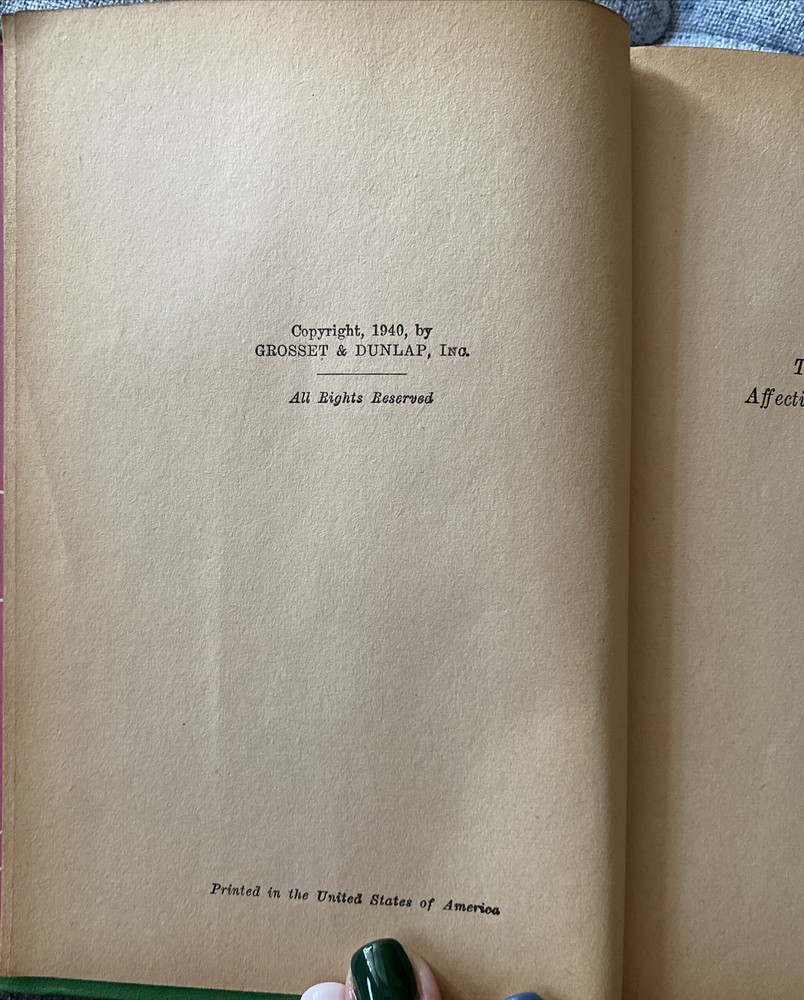 Copyright, 1940, by
GROSSET & DUNLAP, INC.
All Rights Reserved
Printed in the United States of America